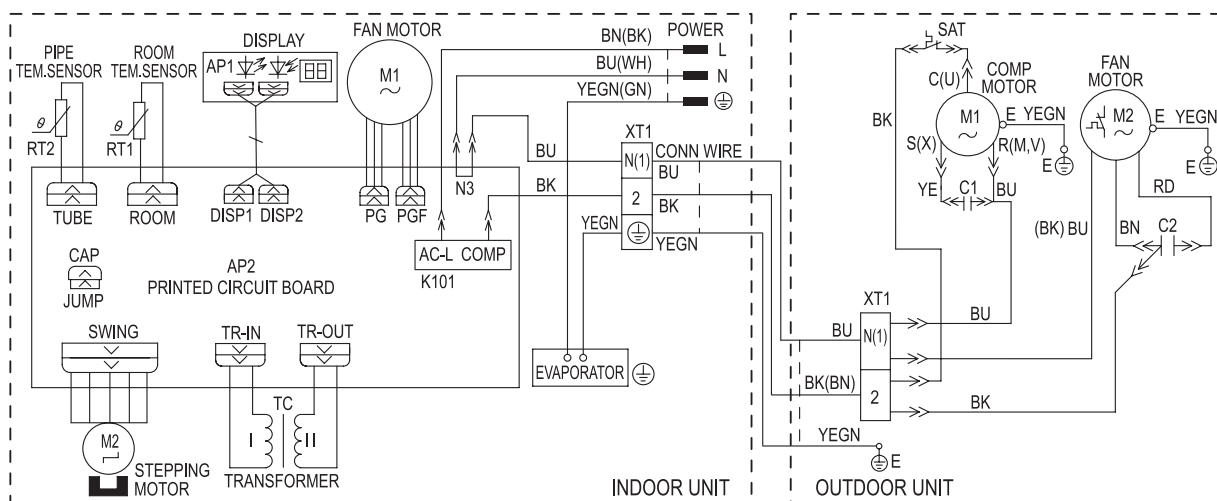 PIPE
TEM.SENSOR
ROOM
TEM.SENSOR
DISPLAY
AP1
FAN MOTOR
M1
~
BN(BK)
BU(WH)
YEGN(GN)
POWER
L
N
θ
RT2
θ
RT1
TUBE
ROOM
DISP1
DISP2
PG
PGF
N3
BU
BK
YEGN
XT1
N(1)
2
CONN WIRE
BU
BK
YEGN
AC-L
COMP
K101
CAP
JUMP
AP2
PRINTED CIRCUIT BOARD
SWING
TR-IN
TR-OUT
EVAPORATOR
TC
I
II
M2
STEPPING
MOTOR
TRANSFORMER
INDOOR UNIT
SAT
C(U)
COMP
MOTOR
M1
~
E
YEGN
E
BK
S(X)
R(M,V)
YE
C1
BU
FAN
MOTOR
M2
~
E
YEGN
E
RD
(BK) BU
BN
C2
XT1
N(1)
2
BU
BU
BK(BN)
BK
YEGN
E
OUTDOOR UNIT